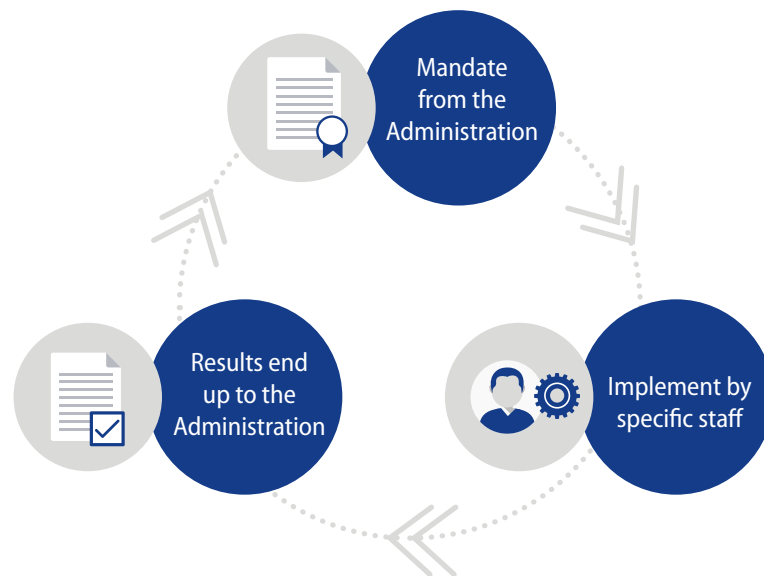 Mandate
from the
Administration
Implement by
specific staff
Results end
up to the
Administration